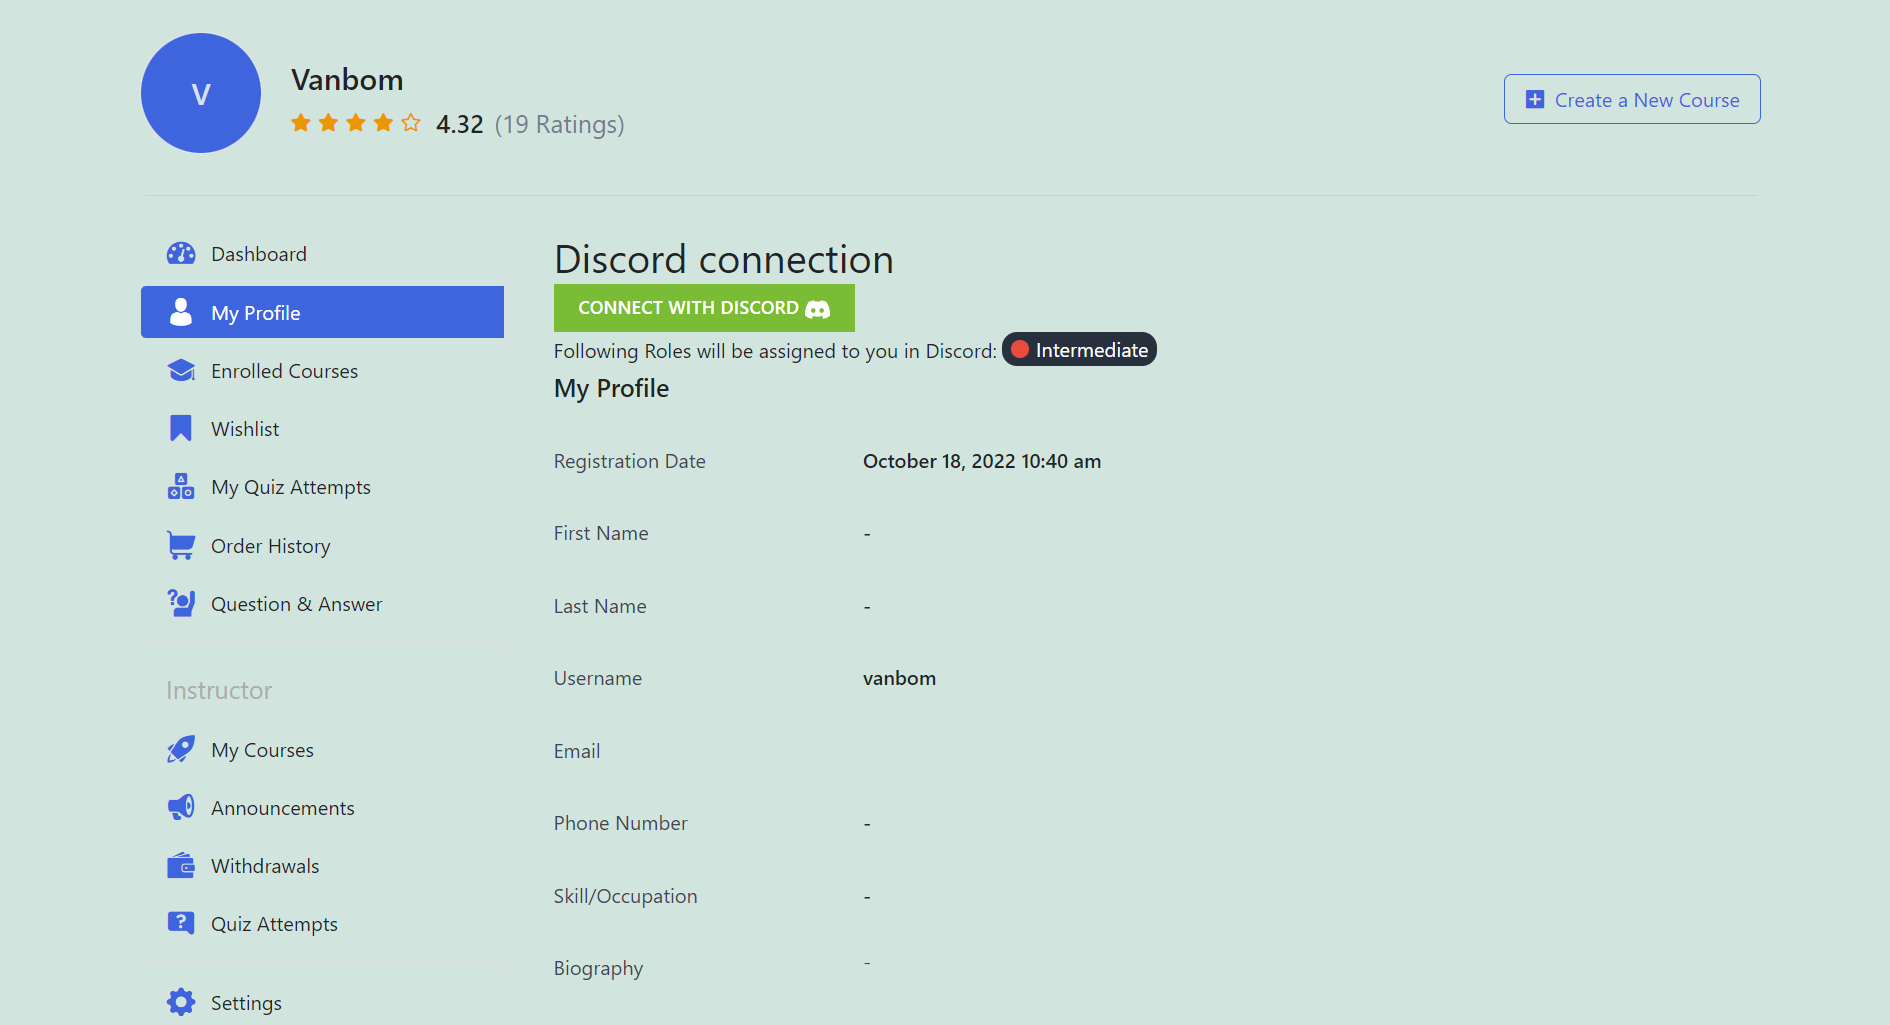 V
Vanbom
4.32 (19 Ratings)
Create a New Course
Dashboard
My Profile
Enrolled Courses
Wishlist
My Quiz Attempts
Order History
Question & Answer
Instructor
My Courses
Announcements
Withdrawals
Quiz Attempts
Settings
Discord connection
CONNECT WITH DISCORD
Following Roles will be assigned to you in Discord: Intermediate
My Profile
Registration Date October 18, 2022 10:40 am
First Name -
Last Name -
Username vanbom
Email
Phone Number -
Skill/Occupation -
Biography -